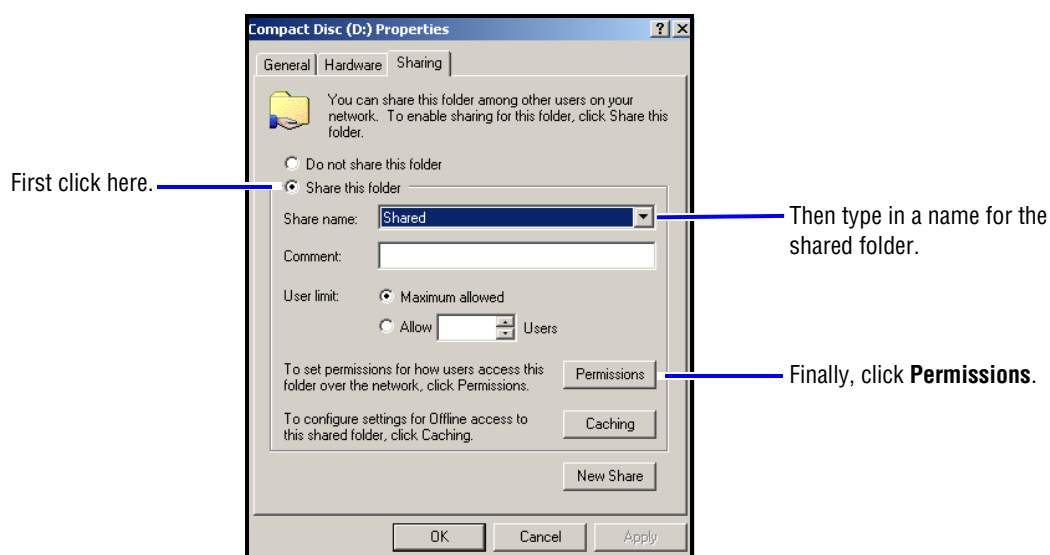 Compact Disc (D:) Properties
General Hardware Sharing
You can share this folder among other users on your
network. To enable sharing for this folder, click Share this
folder.
Do not share this folder
First click here.
Share this folder
Share name: Shared
Then type in a name for the
shared folder.
Comment:
User limit: Maximum allowed
Allow Users
To set permissions for how users access this
folder over the network, click Permissions.
Permissions
Finally, click Permissions.
To configure settings for Offline access to
this shared folder, click Caching.
Caching
New Share
OK Cancel Apply